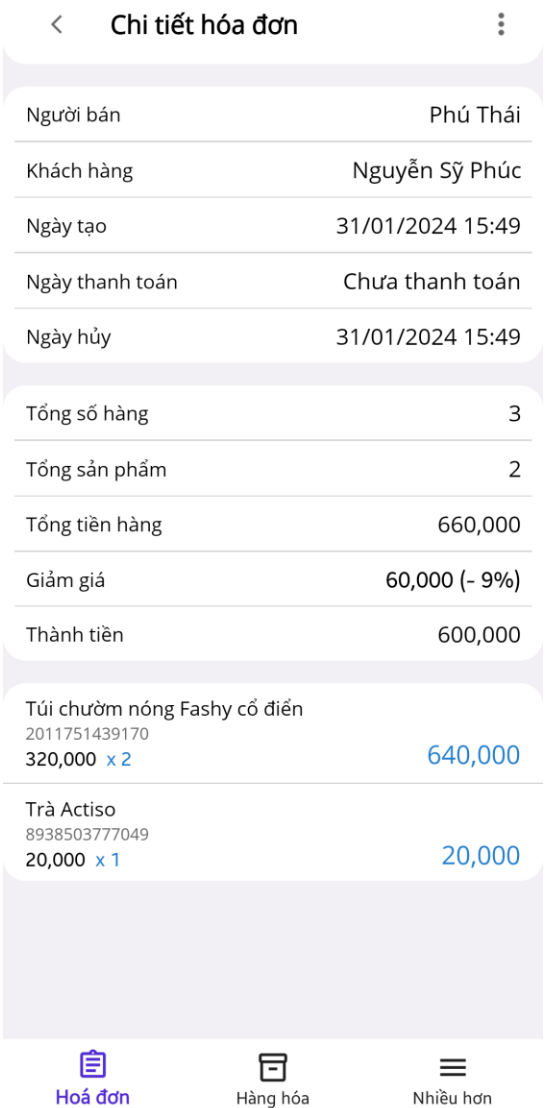 Chi tiết hóa đơn
Người bán Phú Thái
Khách hàng Nguyễn Sỹ Phúc
Ngày tạo 31/01/2024 15:49
Ngày thanh toán Chưa thanh toán
Ngày hủy 31/01/2024 15:49
Tổng số hàng 3
Tổng sản phẩm 2
Tổng tiền hàng 660,000
Giảm giá 60,000 (- 9%)
Thành tiền 600,000
Túi chườm nóng Fashy cổ điển
2011751439170
320,000 x 2 640,000
Trà Actiso
8938503777049
20,000 x 1 20,000
Hoá đơn Hàng hóa Nhiều hơn